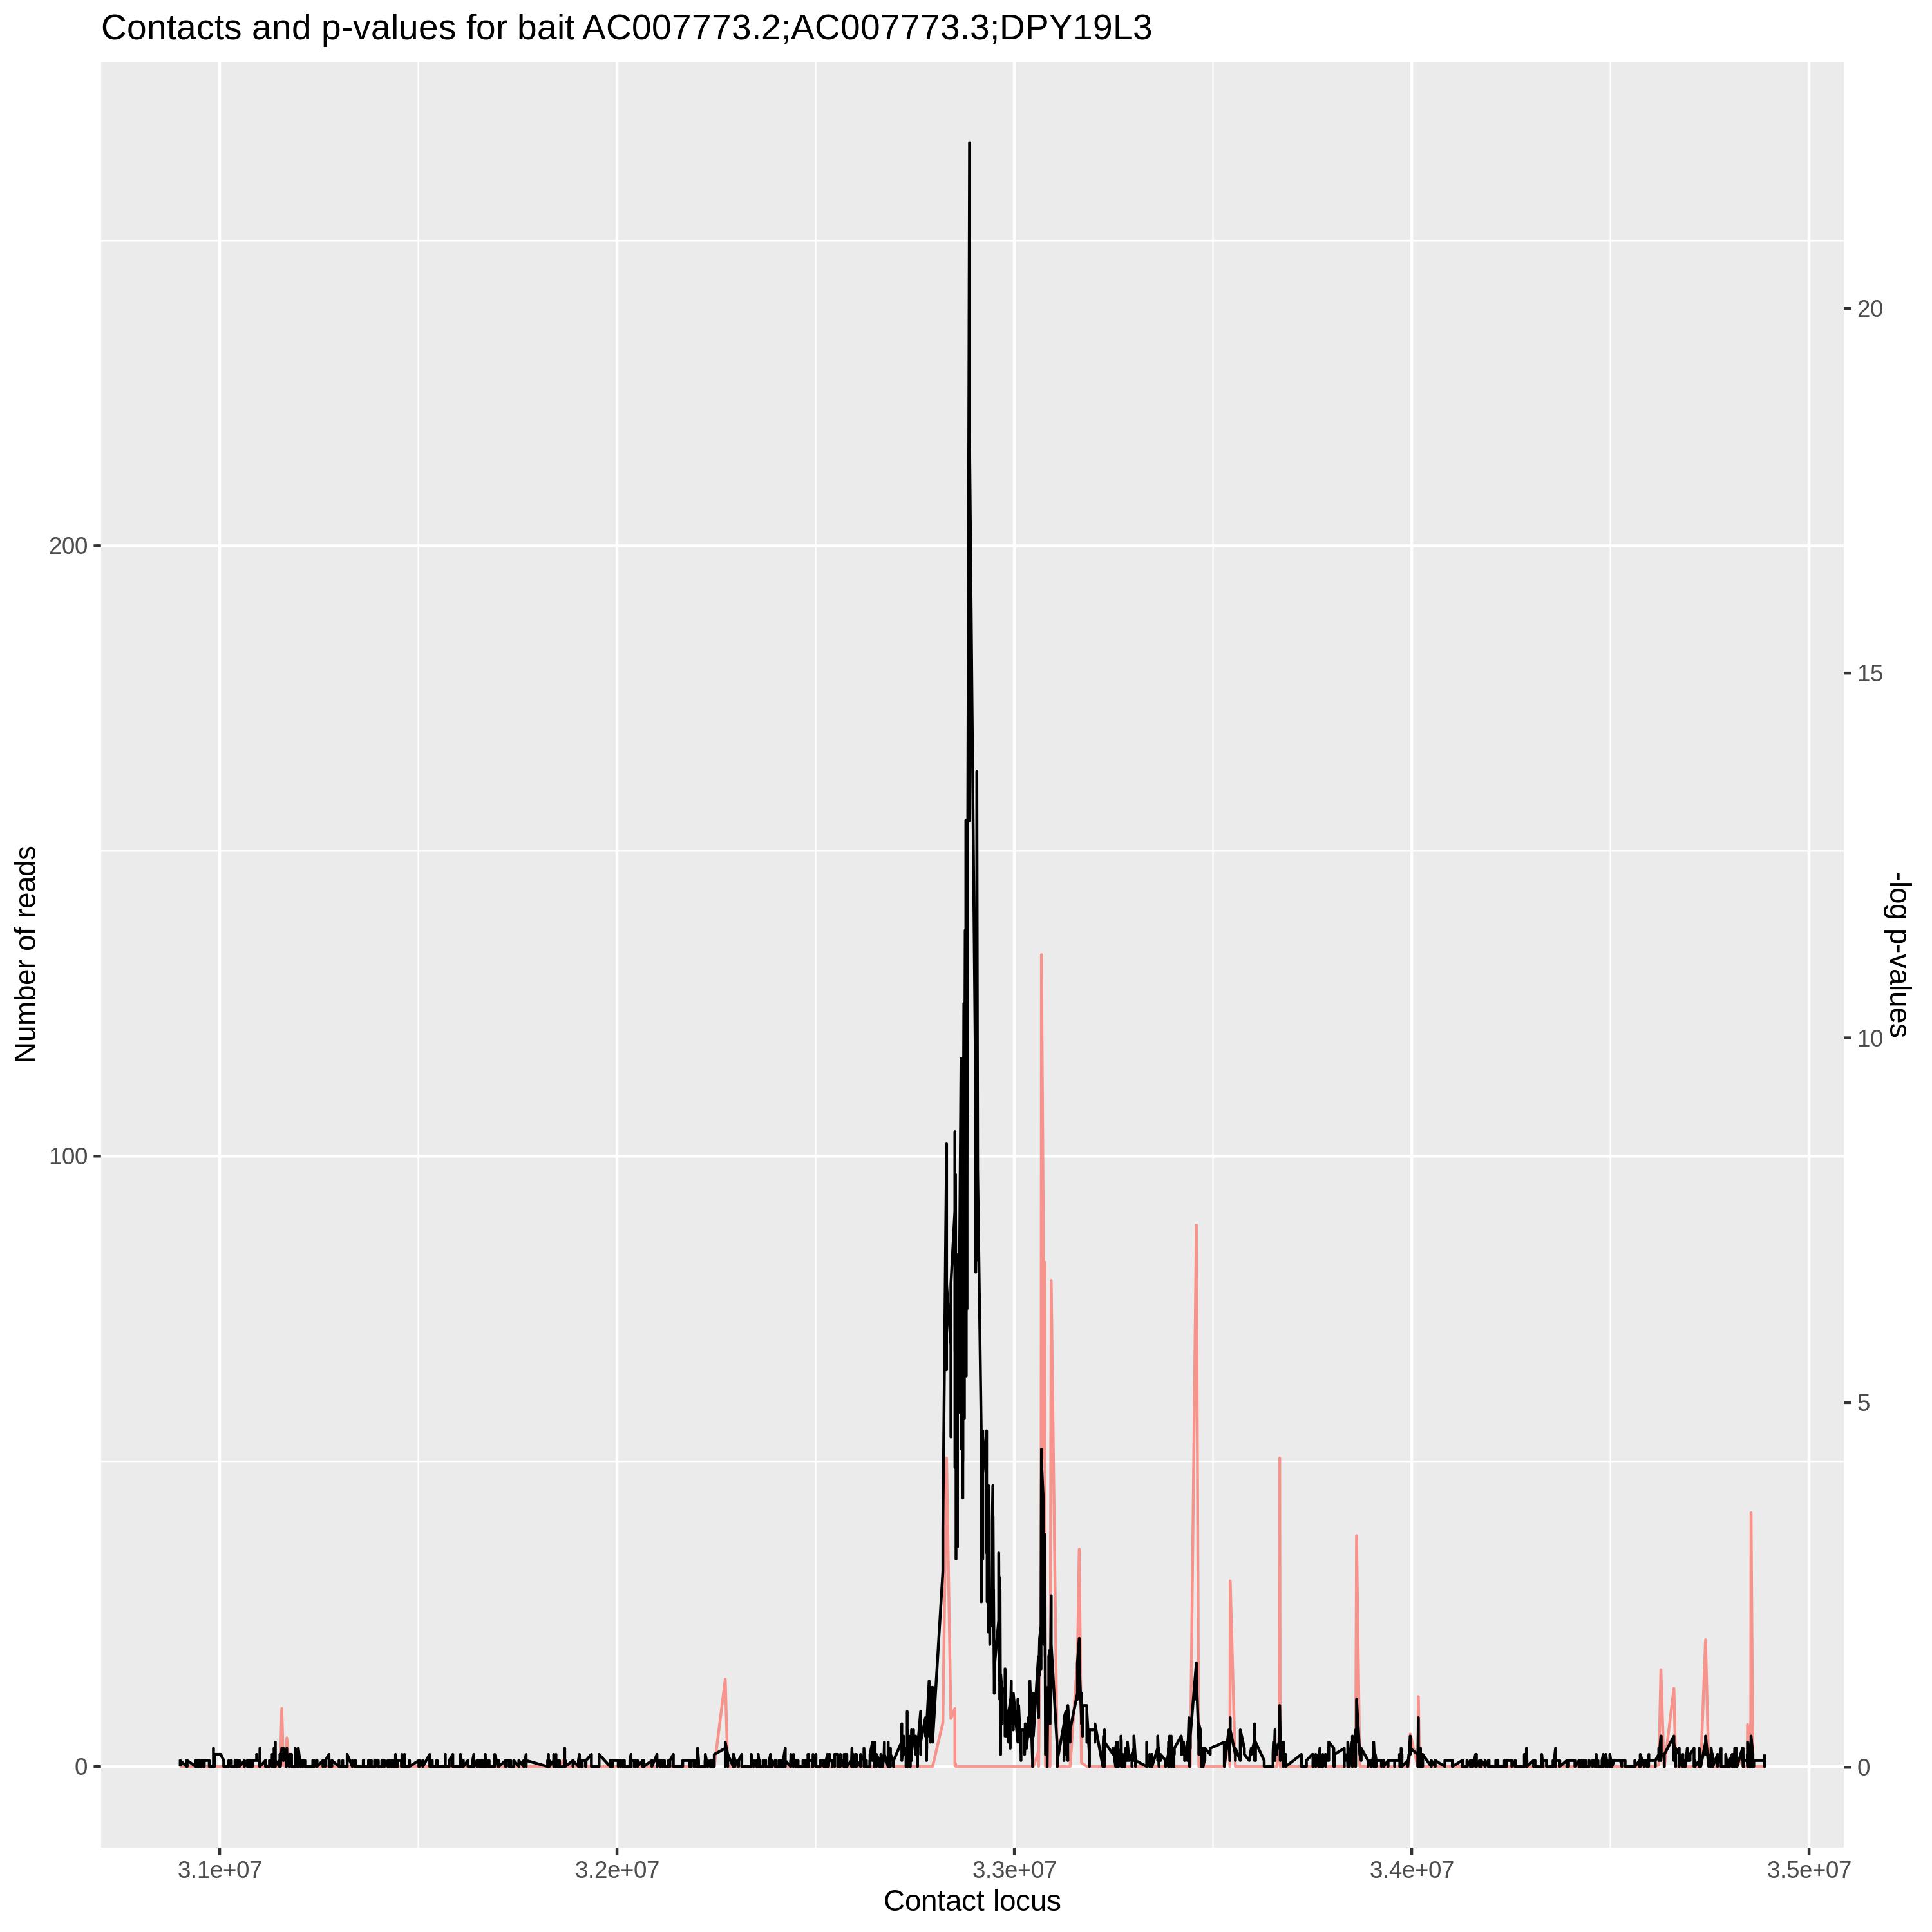 Contacts and p-values for bait AC007773.2;AC007773.3;DPY19L3
200
100
0
Number of reads
20
15
10
5
0
-log p-values
3.1e+07 3.2e+07 3.3e+07 3.4e+07 3.5e+07
Contact locus